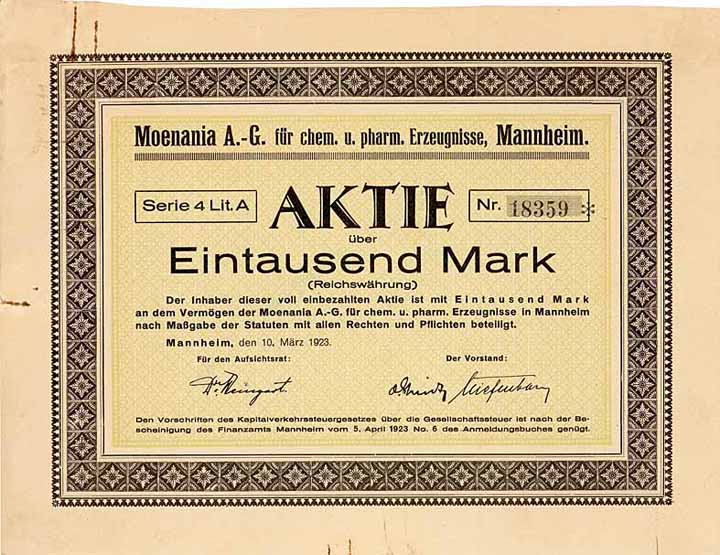 Moenania A.-G. für chem. u. pharm. Erzeugnisse, Mannheim.
Serie 4 Lit. A
AKTIE
Nr. 18359 *
über
Eintausend Mark
(Reichswährung)
Der Inhaber dieser voll einbezahlten Aktie ist mit Eintausend Mark
an dem Vermögen der Moenania A.-G. für chem. u. pharm. Erzeugnisse in Mannheim
nach Maßgabe der Statuten mit allen Rechten und Pflichten beteiligt.
Mannheim, den 10. März 1923.
Für den Aufsichtsrat: Der Vorstand:
Den Vorschriften des Kapitalverkehrssteuergesetzes über die Gesellschaftssteuer ist nach der Be-
scheinigung des Finanzamts Mannheim vom 5. April 1923 No. 6 des Anmeldungsbuches genügt.